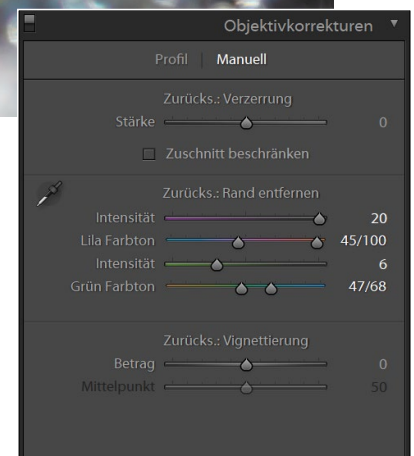 Objektivkorrekturen
Profil | Manuell
Zurücks.: Verzerrung
Stärke 0
Zuschnitt beschränken
Zurücks.: Rand entfernen
Intensität 20
Lila Farbton 45/100
Intensität 6
Grün Farbton 47/68
Zurücks.: Vignettierung
Betrag 0
Mittelpunkt 50